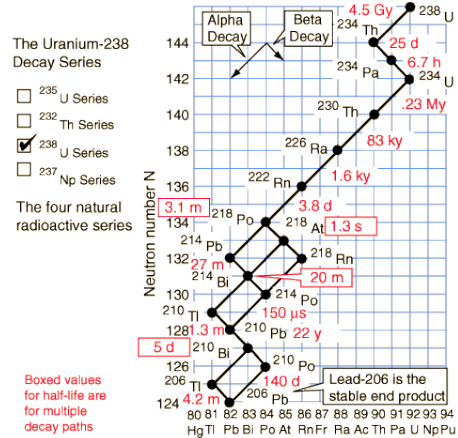 The Uranium-238
Decay Series
235 U Series
232 Th Series
238 U Series
237 Np Series
The four natural
radioactive series
Boxed values
for half-life are
for multiple
decay paths
Alpha
Decay
Beta
Decay
4.5 Gy
238 U
234 Th
25 d
234 Pa
6.7 h
234 U
.23 My
230 Th
83 ky
226 Ra
1.6 ky
222 Rn
3.8 d
3.1 m
218 Po
218 At
1.3 s
214 Pb
27 m
218 Rn
214 Bi
20 m
214 Po
150 µs
210 Tl
1.3 m
210 Pb
22 y
5 d
210 Bi
210 Po
140 d
206 Tl
4.2 m
206 Pb
Lead-206 is the
stable end product
Neutron number N
144
142
140
138
136
134
132
130
128
126
124
80 81 82 83 84 85 86 87 88 89 90 91 92 93 94
Hg Tl Pb Bi Po At Rn Fr Ra Ac Th Pa U Np Pu